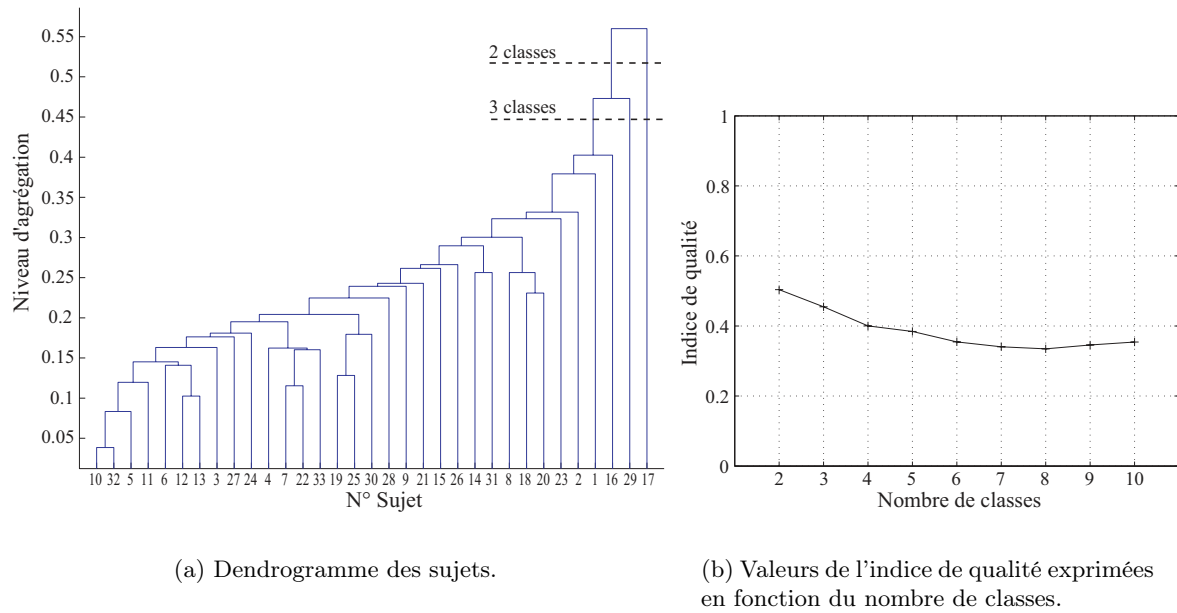 0.55
0.5
0.45
0.4
0.35
0.3
0.25
0.2
0.15
0.1
0.05
Niveau d'agrégation
2 classes
3 classes
10 32 5 11 6 12 13 3 27 24 4 7 22 33 19 25 30 28 9 21 15 26 14 31 8 18 20 23 2 1 16 29 17
N° Sujet
1
0.8
0.6
0.4
0.2
0
Indice de qualité
2 3 4 5 6 7 8 9 10
Nombre de classes
(a) Dendrogramme des sujets.
(b) Valeurs de l'indice de qualité exprimées
en fonction du nombre de classes.